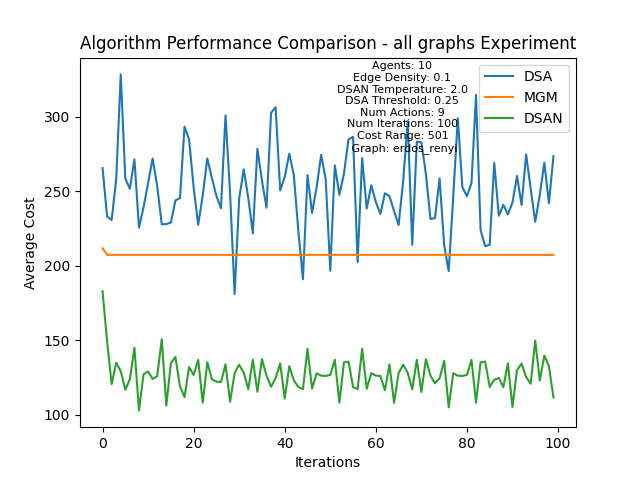 Algorithm Performance Comparison - all graphs Experiment
Agents: 10
Edge Density: 0.1
DSAN Temperature: 2.0
DSA Threshold: 0.25
Num Actions: 9
Num Iterations: 100
Cost Range: 501
Graph: erdos_renyi
DSA
MGM
DSAN
Average Cost
300
250
200
150
100
0 20 40 60 80 100
Iterations